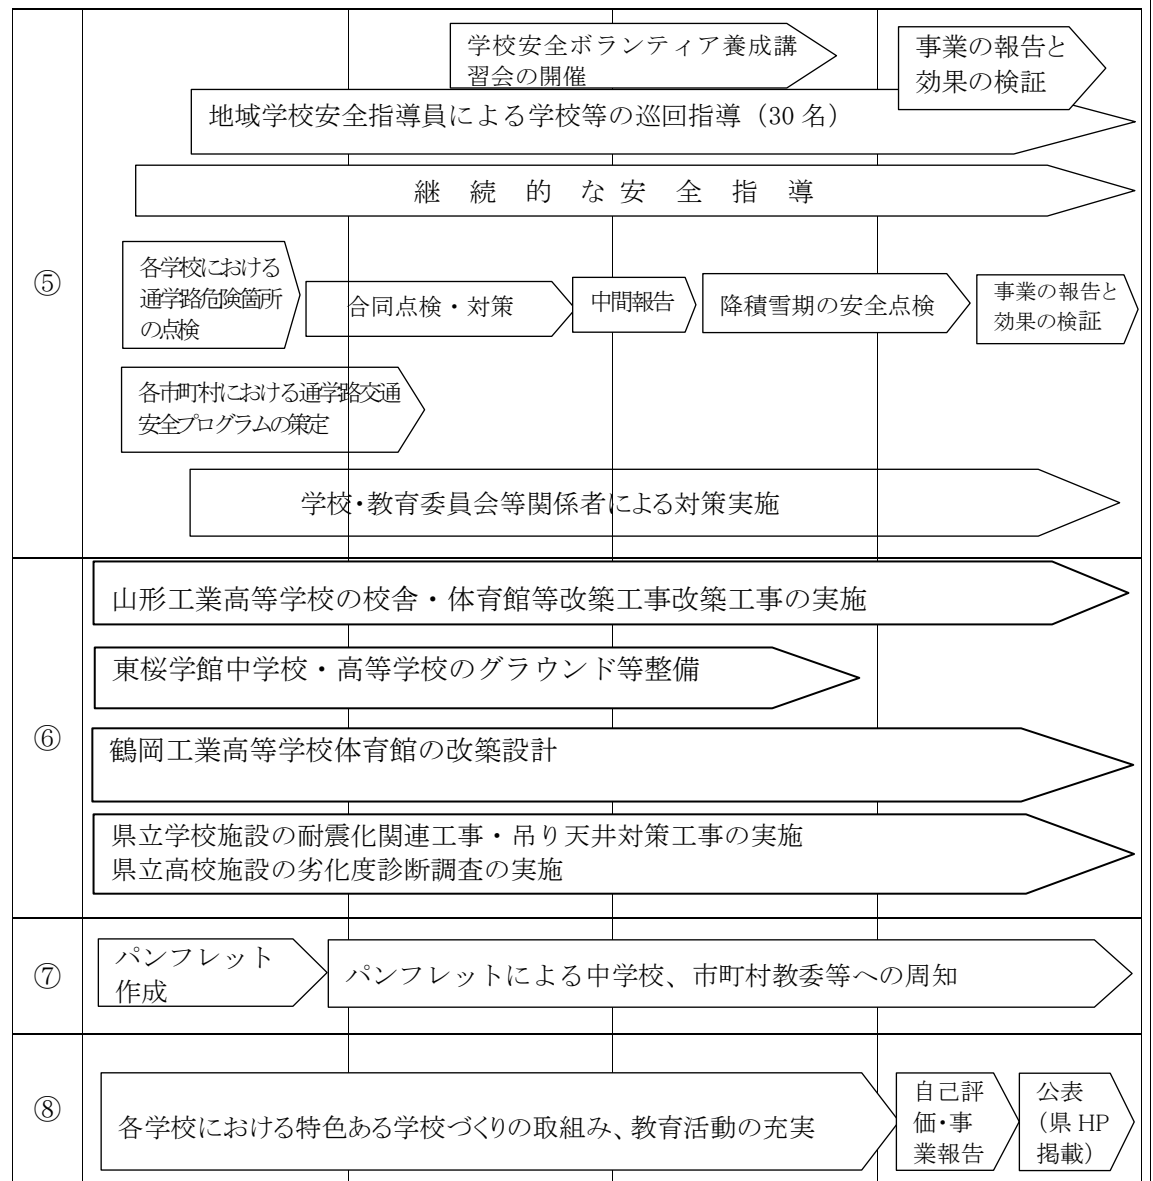 学校安全ボランティア養成講
習会の開催
事業の報告と
効果の検証
地域学校安全指導員による学校等の巡回指導（30 名）
継続的な安全指導
⑤
各学校における
通学路危険箇所
の点検
合同点検・対策
中間報告
降積雪期の安全点検
事業の報告と
効果の検証
各市町村における通学路交通
安全プログラムの策定
学校・教育委員会等関係者による対策実施
⑥
山形工業高等学校の校舎・体育館等改築工事改築工事の実施
東桜学館中学校・高等学校のグラウンド等整備
鶴岡工業高等学校体育館の改築設計
県立学校施設の耐震化関連工事・吊り天井対策工事の実施
県立高校施設の劣化度診断調査の実施
⑦
パンフレット
作成
パンフレットによる中学校、市町村教委等への周知
⑧
各学校における特色ある学校づくりの取組み、教育活動の充実
自己評
価・事
業報告
公表
（県 HP
掲載）